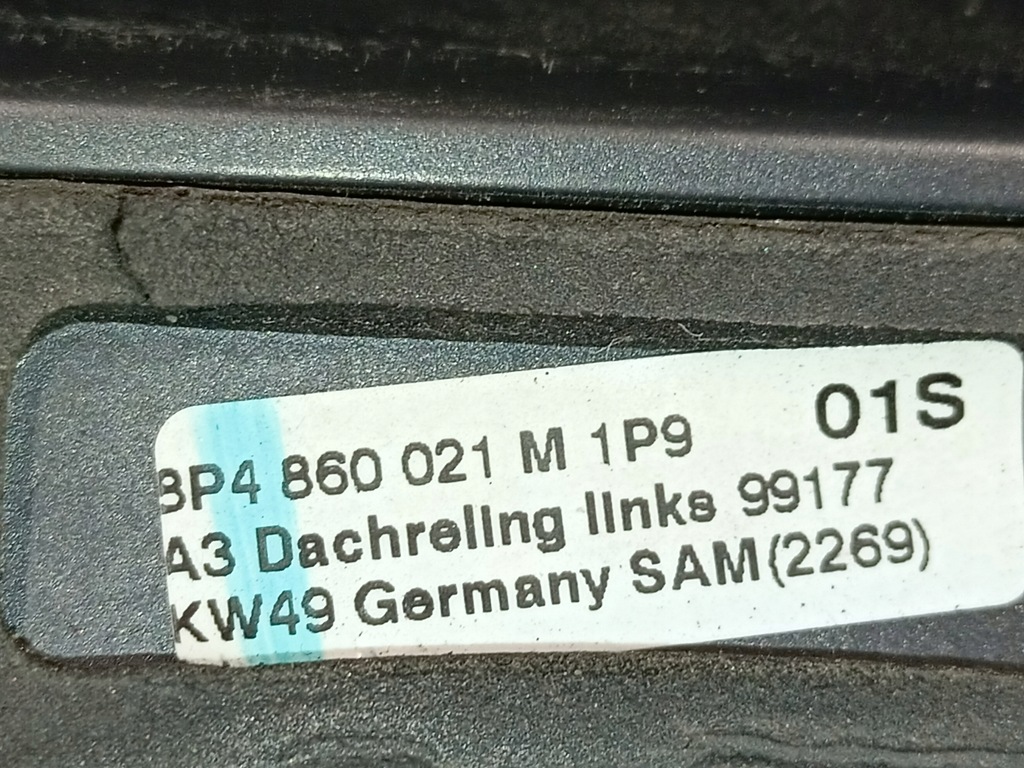 8P4 860 021 M 1P9 01S
A3 Dachreling links 99177
KW49 Germany SAM(2269)